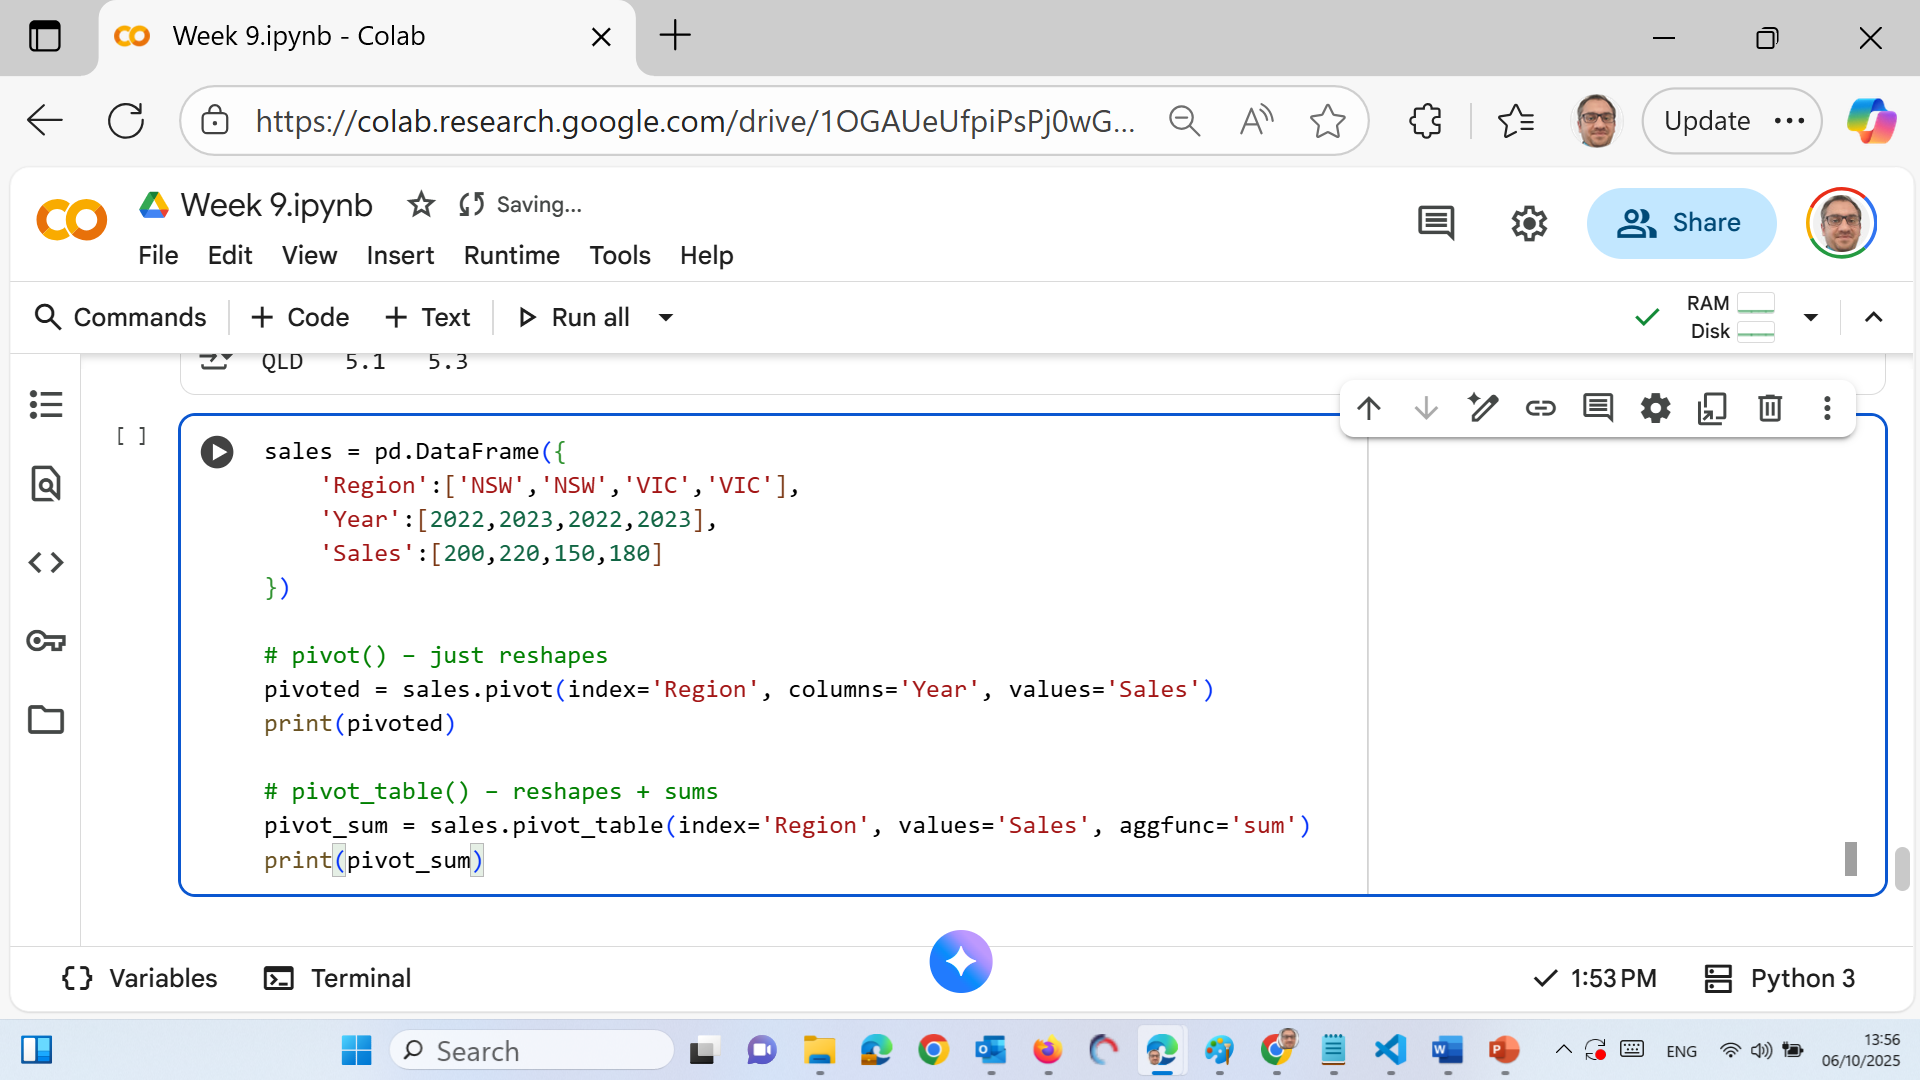 Week 9.ipynb - Colab
https://colab.research.google.com/drive/1OGAUeUfpiPsPj0wG...
Update
Week 9.ipynb
Saving...
File Edit View Insert Runtime Tools Help
Share
Commands + Code + Text Run all
RAM
Disk
QLD 5.1 5.3
[ ]
sales = pd.DataFrame({
    'Region':['NSW','NSW','VIC','VIC'],
    'Year':[2022,2023,2022,2023],
    'Sales':[200,220,150,180]
})
# pivot() – just reshapes
pivoted = sales.pivot(index='Region', columns='Year', values='Sales')
print(pivoted)
# pivot_table() – reshapes + sums
pivot_sum = sales.pivot_table(index='Region', values='Sales', aggfunc='sum')
print(pivot_sum)
{} Variables Terminal
1:53 PM Python 3
Search
ENG
13:56
06/10/2025